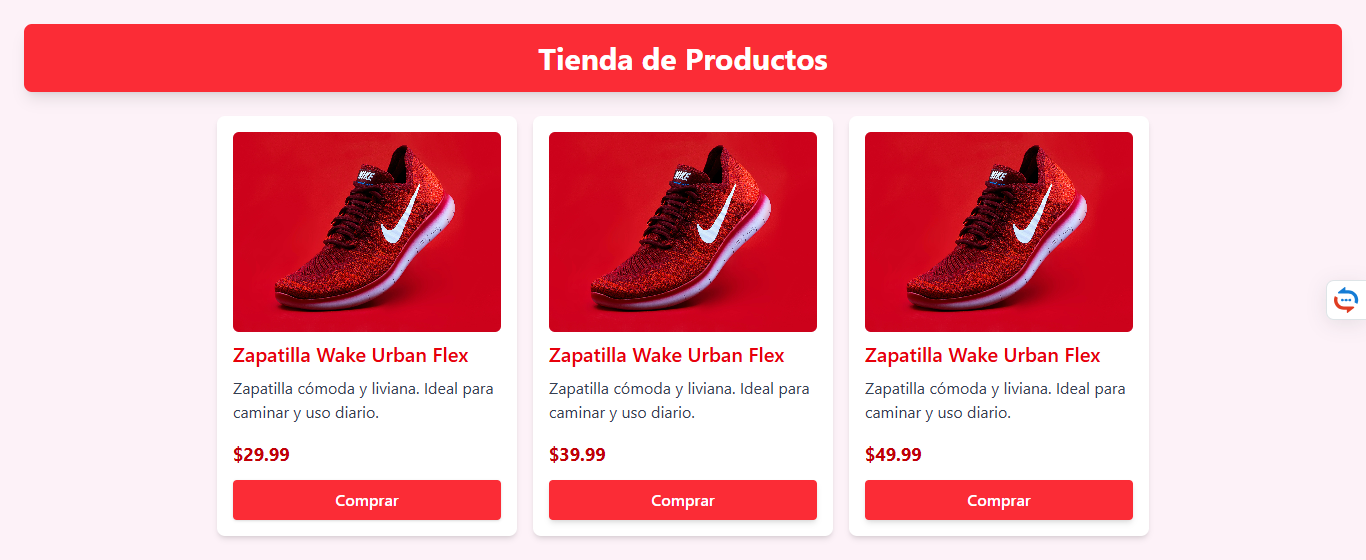 Tienda de Productos
NIKE
NIKE
NIKE
Zapatilla Wake Urban Flex
Zapatilla cómoda y liviana. Ideal para
caminar y uso diario.
$29.99
Comprar
Zapatilla Wake Urban Flex
Zapatilla cómoda y liviana. Ideal para
caminar y uso diario.
$39.99
Comprar
Zapatilla Wake Urban Flex
Zapatilla cómoda y liviana. Ideal para
caminar y uso diario.
$49.99
Comprar